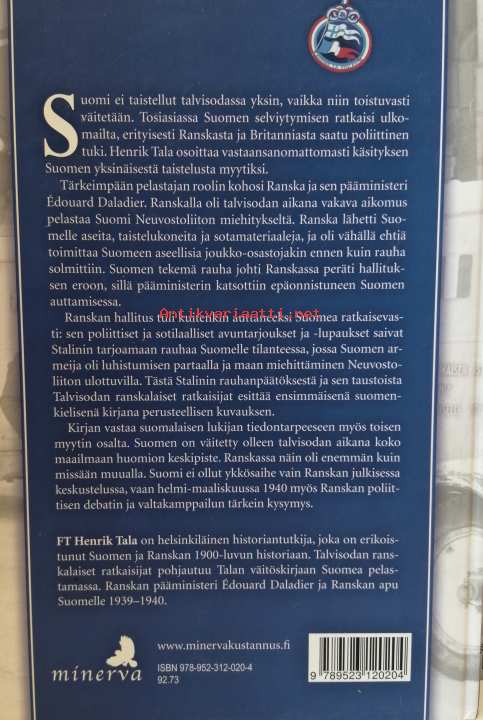 Suomi ei taistellut talvisodassa yksin, vaikka niin toistuvasti
väitetään. Tosiasiassa Suomen selviytymisen ratkaisi ulko-
mailta, erityisesti Ranskasta ja Britanniasta saatu poliittinen
tuki. Henrik Tala osoittaa vastaansanomattomasti käsityksen
Suomen yksinäisestä taistelusta myytiksi.
Tärkeimpään pelastajan roolin kohosi Ranska ja sen pääministeri
Édouard Daladier. Ranskalla oli talvisodan aikana vakava aikomus
pelastaa Suomi Neuvostoliiton miehitykseltä. Ranska lähetti Suo-
melle aseita, taistelukoneita ja sotamateriaaleja, ja oli vähällä ehtiä
toimittaa Suomeen aseellisia joukko-osastojakin ennen kuin rauha
solmittiin. Suomen tekemä rauha johti Ranskassa peräti hallituk-
sen eroon, sillä pääministerin katsottiin epäonnistuneen Suomen
auttamisessa.
Antikvariaatti.net
Ranskan hallitus tuli kuitenkin auttaneeksi Suomea ratkaisevas-
ti: sen poliittiset ja sotilaalliset avuntarjoukset ja -lupaukset saivat
Stalinin tarjoamaan rauhaa Suomelle tilanteessa, jossa Suomen ar-
meija oli luhistumisen partaalla ja maan miehittäminen Neuvosto-
liiton ulottuvilla. Tästä Stalinin rauhanpäätöksestä ja sen taustoista
Talvisodan ranskalaiset ratkaisijat esittää ensimmäisenä suomen-
kielisenä kirjana perusteellisen kuvauksen.
Kirjan vastaa suomalaisen lukijan tiedontarpeeseen myös toisen
myytin osalta. Suomen on väitetty olleen talvisodan aikana koko
maailmaan huomion keskipiste. Ranskassa näin oli enemmän kuin
missään muualla. Suomi ei ollut ykkösaihe vain Ranskan julkisessa
keskustelussa, vaan helmi-maaliskuussa 1940 myös Ranskan poliit-
tisen debatin ja valtakamppailun tärkein kysymys.
FT Henrik Tala on helsinkiläinen historiantutkija, joka on erikois-
tunut Suomen ja Ranskan 1900-luvun historiaan. Talvisodan rans-
kalaiset ratkaisijat pohjautuu Talan väitöskirjaan Suomea pelas-
tamassa. Ranskan pääministeri Édouard Daladier ja Ranskan apu
Suomelle 1939–1940.
minerva
www.minervakustannus.fi
ISBN 978-952-312-020-4
92.73
9 789523 120204